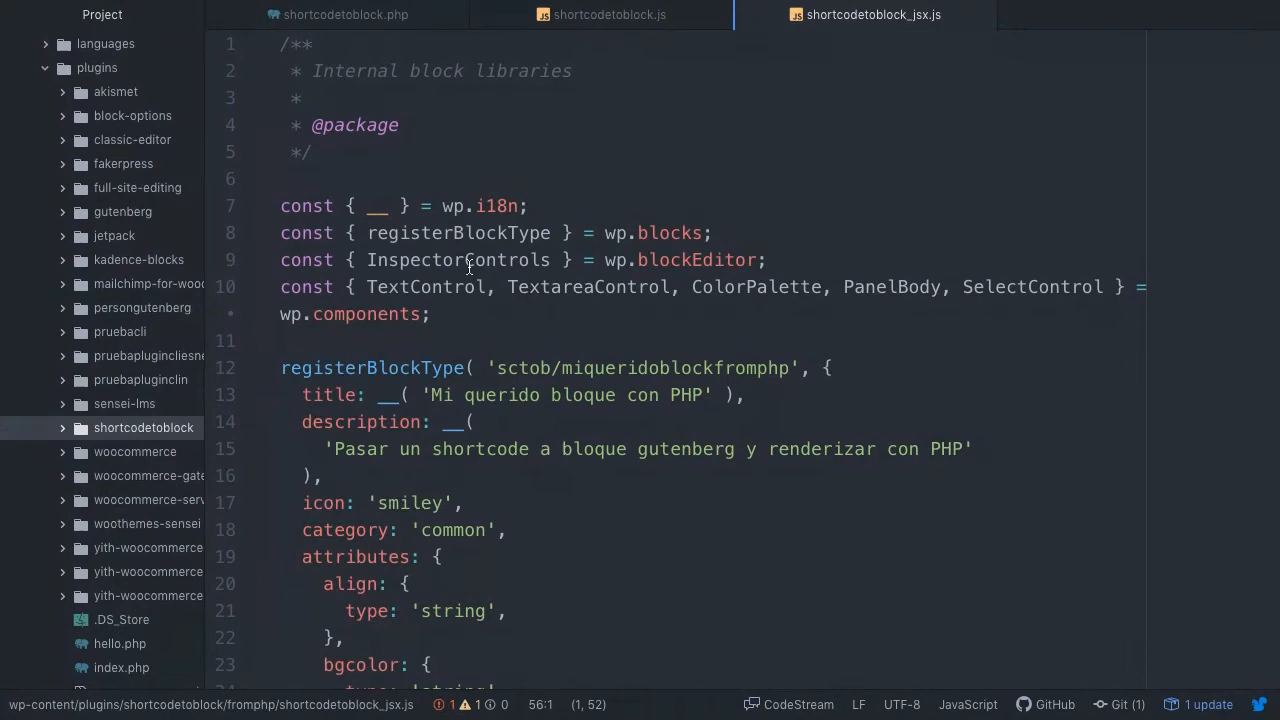 Project
shortcodetoblock.php
shortcodetoblock.js
shortcodetoblock_jsx.js
languages
plugins
akismet
block-options
classic-editor
fakerpress
full-site-editing
gutenberg
jetpack
kadence-blocks
mailchimp-for-woo
persongutenberg
pruebacli
pruebaplugincliesne
pruebapluginclin
sensei-lms
shortcodetoblock
woocommerce
woocommerce-gate
woocommerce-serv
woothemes-sensei
yith-woocommerce
yith-woocommerce
yith-woocommerce
.DS_Store
hello.php
index.php
1 /**
2 * Internal block libraries
3 *
4 * @package
5 */
6
7 const { __ } = wp.i18n;
8 const { registerBlockType } = wp.blocks;
9 const { InspectorControls } = wp.blockEditor;
10 const { TextControl, TextareaControl, ColorPalette, PanelBody, SelectControl } =
• wp.components;
11
12 registerBlockType( 'sctob/miqueridoblockfromphp', {
13 title: __( 'Mi querido bloque con PHP' ),
14 description: __(
15 'Pasar un shortcode a bloque gutenberg y renderizar con PHP'
16 ),
17 icon: 'smiley',
18 category: 'common',
19 attributes: {
20 align: {
21 type: 'string',
22 },
23 bgcolor: {
wp-content/plugins/shortcodetoblock/fromphp/shortcodetoblock_jsx.js 1 1 0 56:1 (1, 52) CodeStream LF UTF-8 JavaScript GitHub Git (1) 1 update